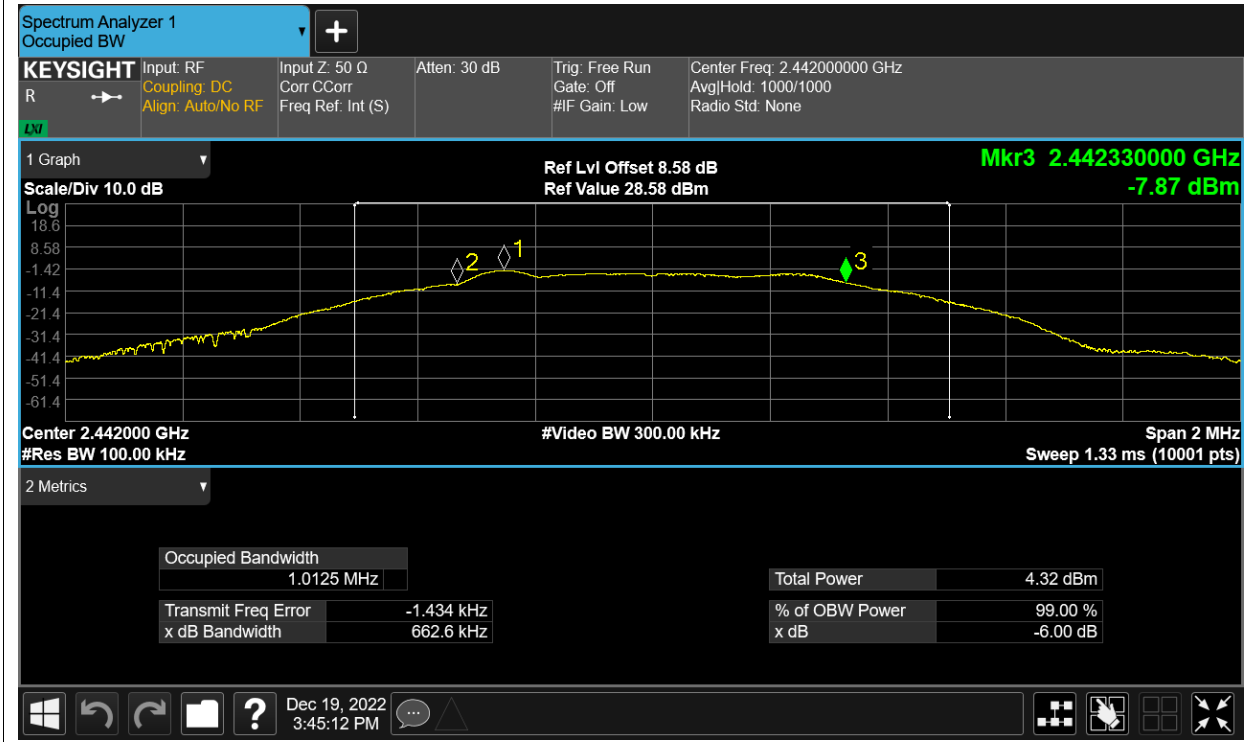 Spectrum Analyzer 1
Occupied BW
▼
+
KEYSIGHT
R
LXI
Input: RF
Coupling: DC
Align: Auto/No RF
Input Z: 50 Ω
Corr CCorr
Freq Ref: Int (S)
Atten: 30 dB
Trig: Free Run
Gate: Off
#IF Gain: Low
Center Freq: 2.442000000 GHz
Avg|Hold: 1000/1000
Radio Std: None
1 Graph ▼
Scale/Div 10.0 dB
Ref Lvl Offset 8.58 dB
Ref Value 28.58 dBm
Mkr3 2.442330000 GHz
-7.87 dBm
Log
18.6
8.58
-1.42
-11.4
-21.4
-31.4
-41.4
-51.4
-61.4
2
1
3
Center 2.442000 GHz
#Res BW 100.00 kHz
#Video BW 300.00 kHz
Span 2 MHz
Sweep 1.33 ms (10001 pts)
2 Metrics ▼
Occupied Bandwidth
1.0125 MHz
Transmit Freq Error -1.434 kHz
x dB Bandwidth 662.6 kHz
Total Power 4.32 dBm
% of OBW Power 99.00 %
x dB -6.00 dB
?
Dec 19, 2022
3:45:12 PM